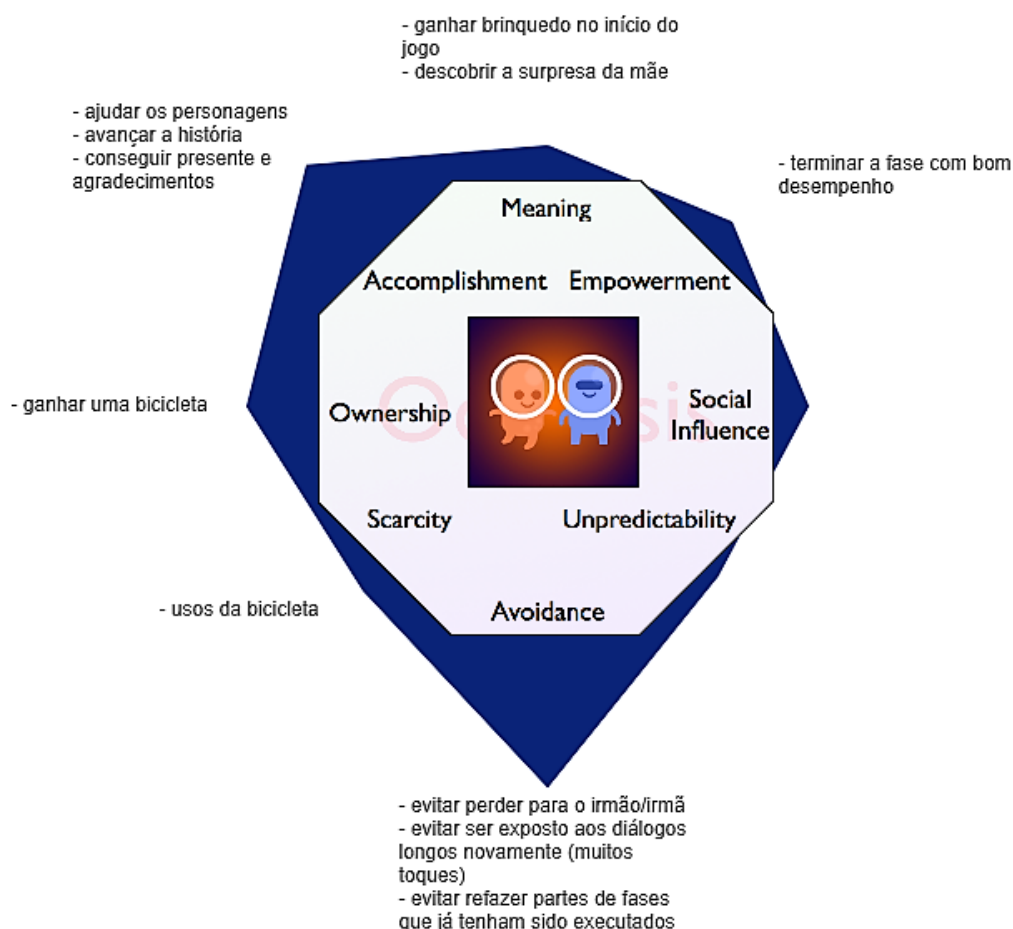 - ganhar brinquedo no início do
jogo
- descobrir a surpresa da mãe
- ajudar os personagens
- avançar a história
- conseguir presente e
agradecimentos
- terminar a fase com bom
desempenho
Meaning
Accomplishment
Empowerment
- ganhar uma bicicleta
Ownership
Social
Influence
Scarcity
Unpredictability
- usos da bicicleta
Avoidance
- evitar perder para o irmão/irmã
- evitar ser exposto aos diálogos
longos novamente (muitos
toques)
- evitar refazer partes de fases
que já tenham sido executados